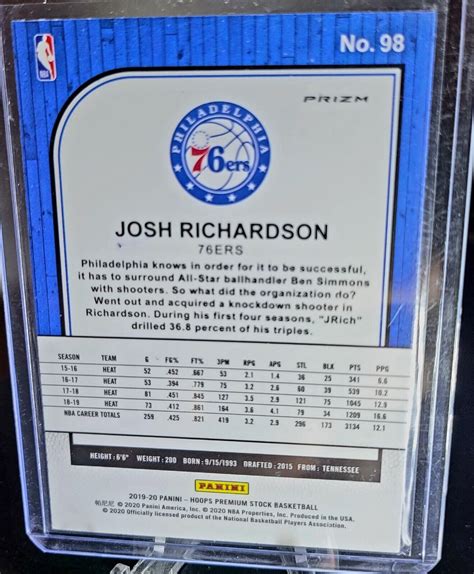 No. 98
NBA
PRIZM
PHILADELPHIA
76ers
JOSH RICHARDSON
76ERS
Philadelphia knows in order for it to be successful,
it has to surround All-Star ballhandler Ben Simmons
with shooters. So what did the organization do?
Went out and acquired a knockdown shooter in
Richardson. During his first four seasons, "JRich"
drilled 36.8 percent of his triples.
SEASON TEAM G FG% FT% 3PM RPG APG STL BLK PTS PPG
15-16 HEAT 52 .452 .667 53 2.1 1.4 36 25 341 6.6
16-17 HEAT 53 .394 .779 75 3.2 2.6 60 39 539 10.2
17-18 HEAT 81 .451 .845 127 3.5 2.9 121 75 1045 12.9
18-19 HEAT 73 .412 .861 164 3.6 4.1 79 34 1209 16.6
NBA CAREER TOTALS 259 .425 .821 419 3.2 2.9 296 173 3134 12.1
HEIGHT: 6'6" WEIGHT: 200 BORN: 9/15/1993 DRAFTED: 2015 FROM: TENNESSEE
PANINI
2019-20 PANINI – HOOPS PREMIUM STOCK BASKETBALL
帕尼尼 © 2020 Panini America, Inc. © 2020 NBA Properties, Inc. Produced in the USA.
© 2020 Officially licensed product of the National Basketball Players Association.